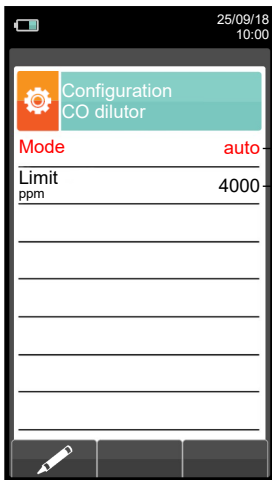 25/09/18
10:00
Configuration
CO dilutor
Mode auto
Limit 4000
ppm